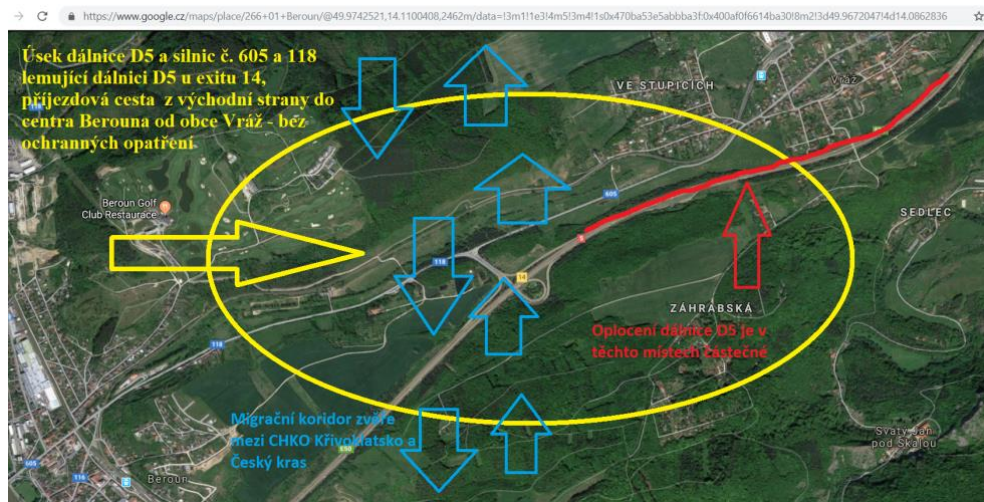 https://www.google.cz/maps/place/266+01+Beroun/@49.9742521,14.1100408,2462m/data=!3m1!1e3!4m5!3m4!1s0x470ba53e5abbba3f:0x400af0f6614ba30!8m2!3d49.9672047!4d14.0862836
Úsek dálnice D5 a silnic č. 605 a 118
lemující dálnici D5 u exitu 14,
příjezdová cesta z východní strany do
centra Berouna od obce Vráž - bez
ochranných opatření
VE STUPICÍCH
Vráž
Beroun Golf
Club Restaurace
605
SEDLEC
118
14
ZÁHRABSKÁ
Oplocení dálnice D5 je v
těchto místech částečné
118
Migrační koridor zvěře
mezi CHKO Křivoklátsko a
Český kras
E50
Svatý Jan
pod Skalou
605
116
Beroun